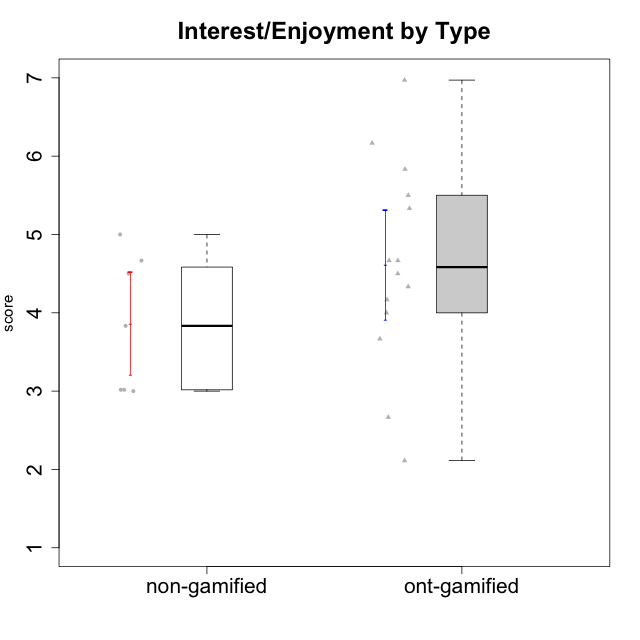 Interest/Enjoyment by Type
score
7
6
5
4
3
2
1
non-gamified
ont-gamified